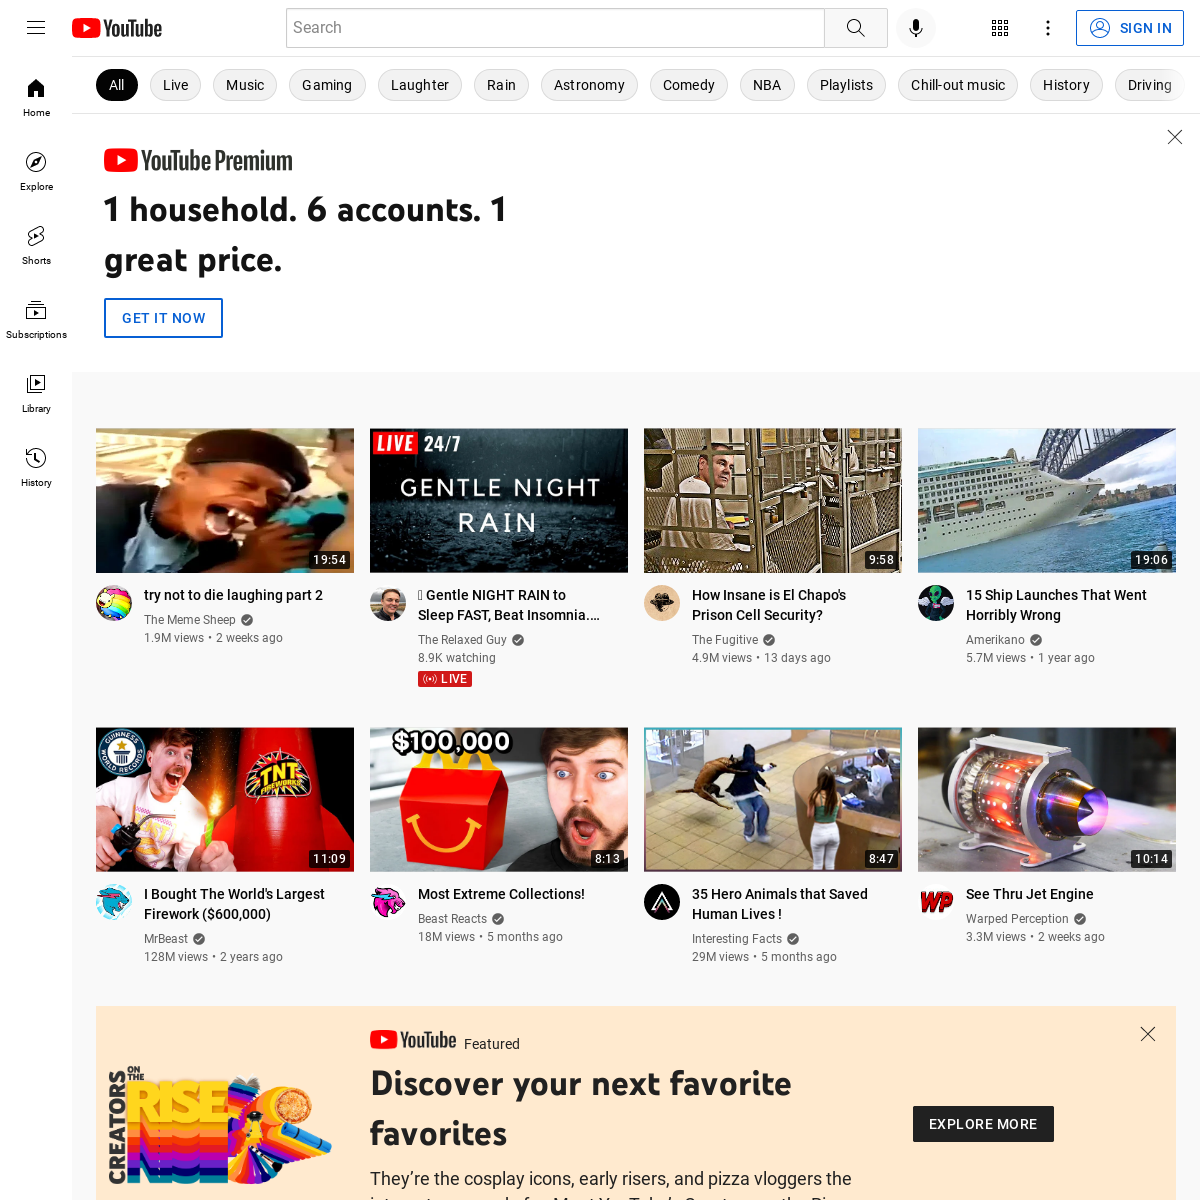 YouTube
Search
SIGN IN
All
Live
Music
Gaming
Laughter
Rain
Astronomy
Comedy
NBA
Playlists
Chill-out music
History
Driving
Home
Explore
Shorts
Subscriptions
Library
History
YouTube Premium
1 household. 6 accounts. 1
great price.
GET IT NOW
19:54
LIVE 24/7
GENTLE NIGHT
RAIN
9:58
19:06
try not to die laughing part 2
The Meme Sheep
1.9M views • 2 weeks ago
Gentle NIGHT RAIN to
Sleep FAST, Beat Insomnia....
The Relaxed Guy
8.9K watching
LIVE
How Insane is El Chapo's
Prison Cell Security?
The Fugitive
4.9M views • 13 days ago
15 Ship Launches That Went
Horribly Wrong
Amerikano
5.7M views • 1 year ago
GUINNESS
WORLD RECORDS
TNT
FIREWORKS
11:09
$100,000
8:13
8:47
10:14
I Bought The World's Largest
Firework ($600,000)
MrBeast
128M views • 2 years ago
Most Extreme Collections!
Beast Reacts
18M views • 5 months ago
35 Hero Animals that Saved
Human Lives !
Interesting Facts
29M views • 5 months ago
WP
See Thru Jet Engine
Warped Perception
3.3M views • 2 weeks ago
CREATORS
ON
THE
RISE
YouTube Featured
Discover your next favorite
favorites
EXPLORE MORE
They’re the cosplay icons, early risers, and pizza vloggers the